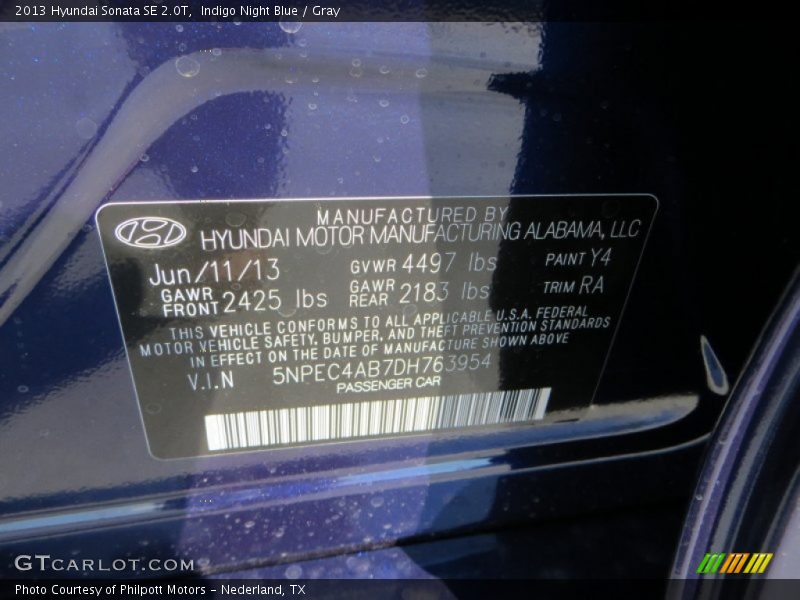 2013 Hyundai Sonata SE 2.0T, Indigo Night Blue / Gray
MANUFACTURED BY
HYUNDAI MOTOR MANUFACTURING ALABAMA, LLC
Jun/11/13 GVWR 4497 lbs PAINT Y4
GAWR FRONT 2425 lbs GAWR REAR 2183 lbs TRIM RA
THIS VEHICLE CONFORMS TO ALL APPLICABLE U.S.A. FEDERAL
MOTOR VEHICLE SAFETY, BUMPER, AND THEFT PREVENTION STANDARDS
IN EFFECT ON THE DATE OF MANUFACTURE SHOWN ABOVE
V.I.N 5NPEC4AB7DH763954
PASSENGER CAR
GTCARLOT.COM
Photo Courtesy of Philpott Motors - Nederland, TX